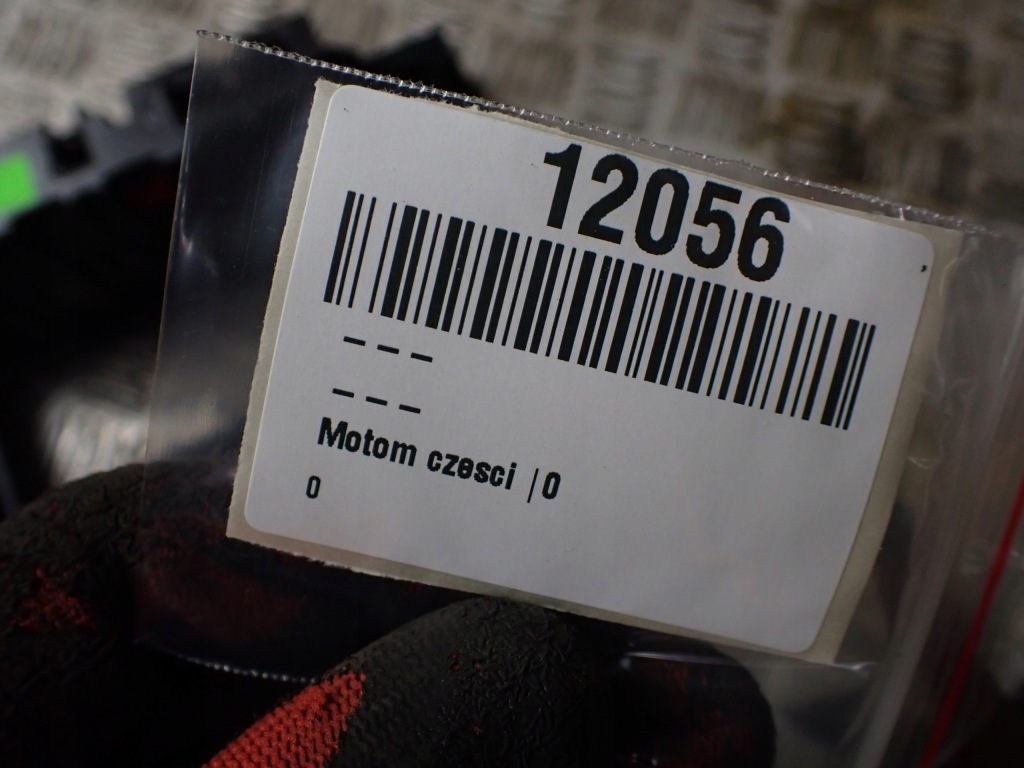 12056
---
---
Motom czesci |0
0